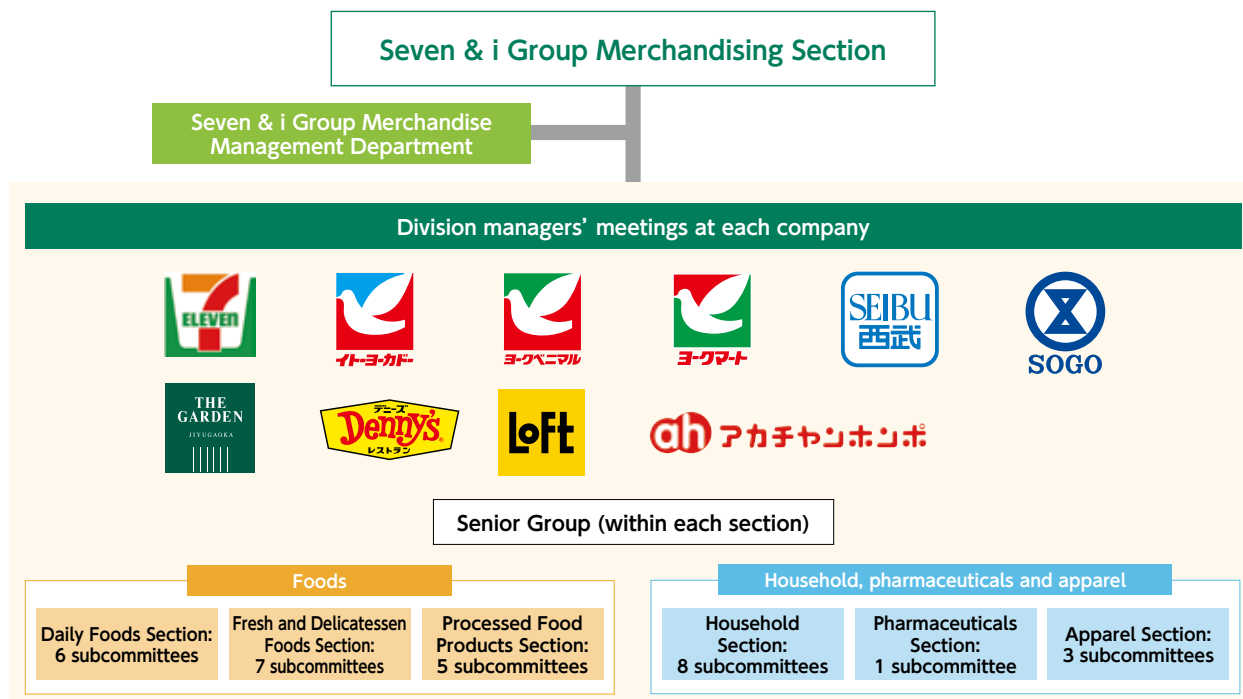 Seven & i Group Merchandising Section
Seven & i Group Merchandise
Management Department
Division managers’ meetings at each company
7
ELEVEN
イトーヨーカドー
ヨークベニマル
ヨークマート
SEIBU
西武
SOGO
THE
GARDEN
JIYUGAOKA
デニーズ
Denny's
レストラン
LOFt
ah アカチャンホンポ
Senior Group (within each section)
Foods
Household, pharmaceuticals and apparel
Daily Foods Section:
6 subcommittees
Fresh and Delicatessen
Foods Section:
7 subcommittees
Processed Food
Products Section:
5 subcommittees
Household
Section:
8 subcommittees
Pharmaceuticals
Section:
1 subcommittee
Apparel Section:
3 subcommittees